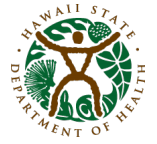 HAWAII STATE
DEPARTMENT OF HEALTH